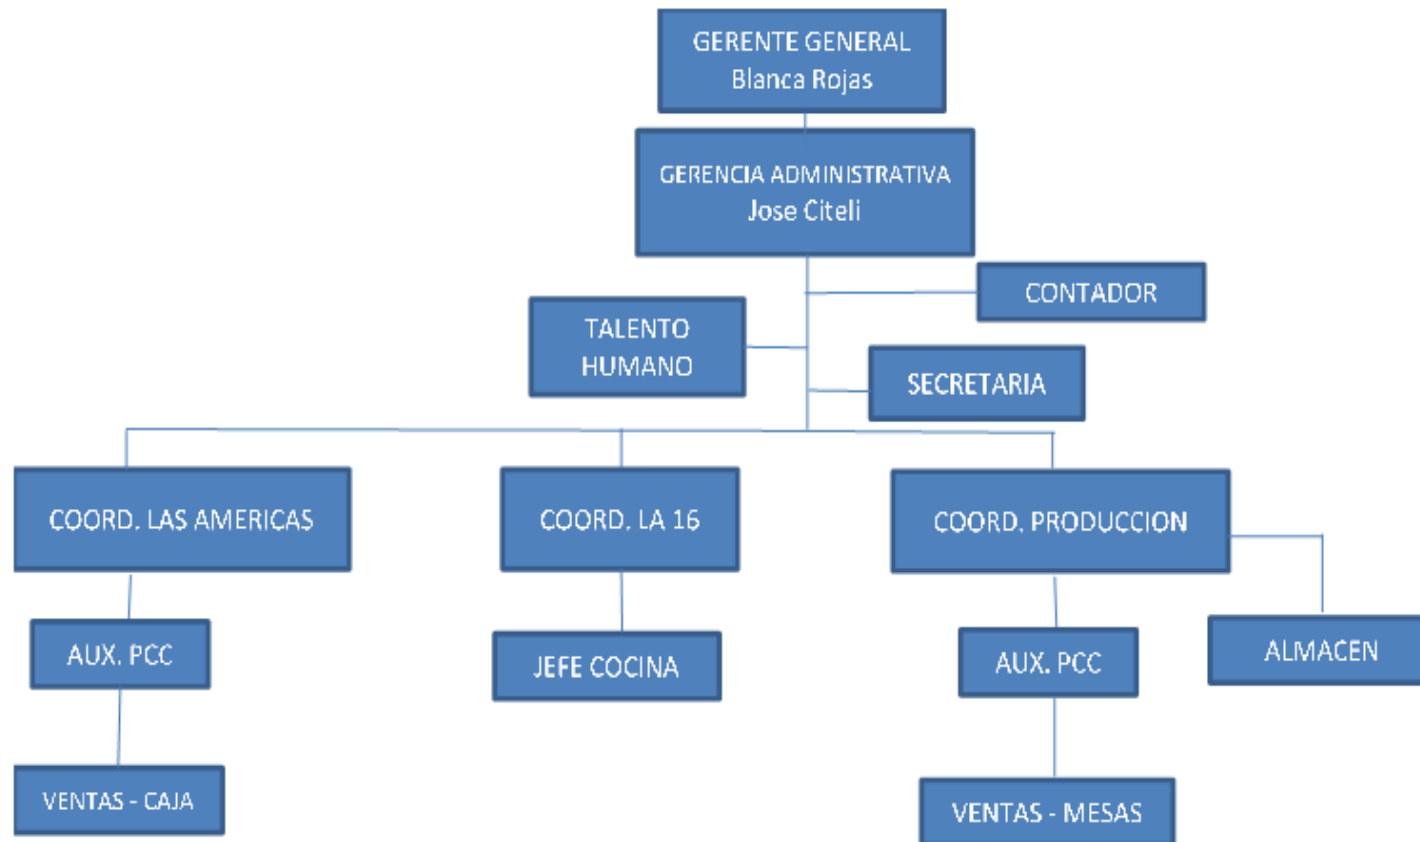 GERENTE GENERAL
Blanca Rojas
GERENCIA ADMINISTRATIVA
Jose Citeli
CONTADOR
TALENTO
HUMANO
SECRETARIA
COORD. LAS AMERICAS
COORD. LA 16
COORD. PRODUCCION
AUX. PCC
JEFE COCINA
AUX. PCC
ALMACEN
VENTAS - CAJA
VENTAS - MESAS